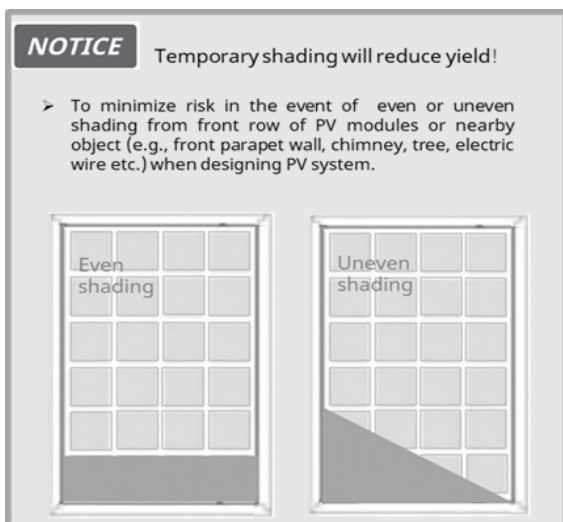 NOTICE
Temporary shading will reduce yield!
➢ To minimize risk in the event of even or uneven
shading from front row of PV modules or nearby
object (e.g., front parapet wall, chimney, tree, electric
wire etc.) when designing PV system.
Even
shading
Uneven
shading